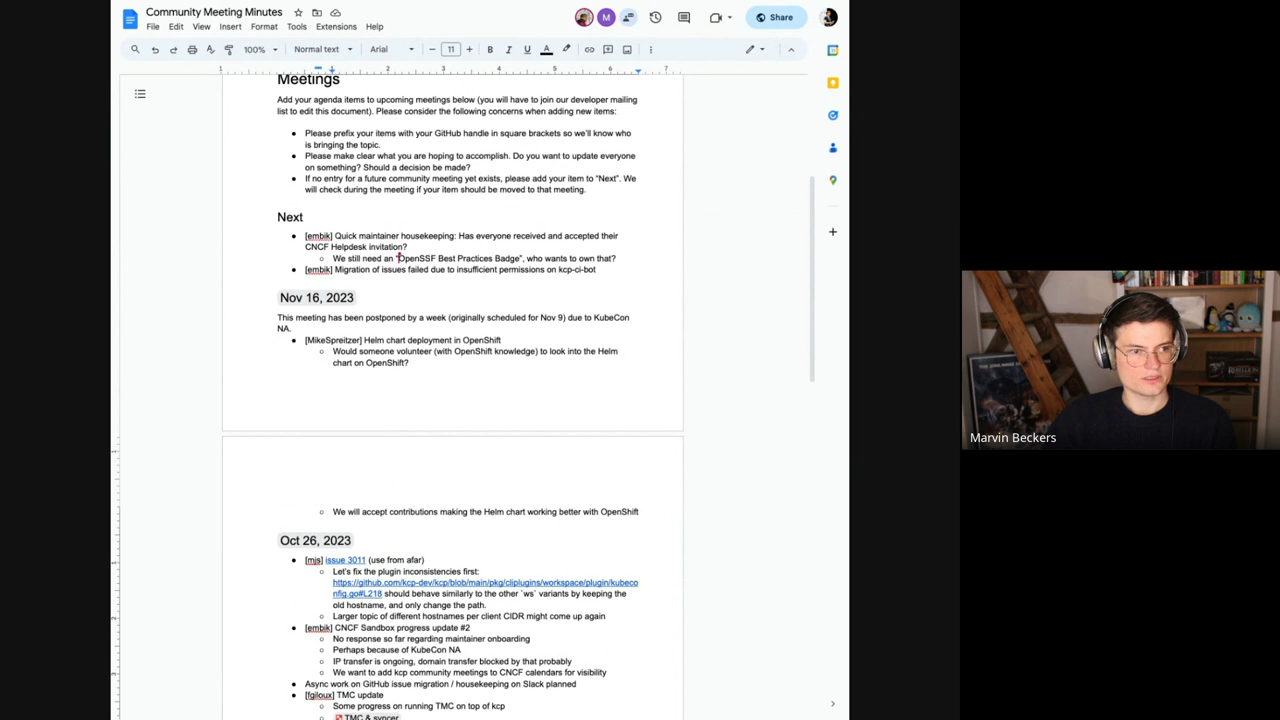 Community Meeting Minutes
File Edit View Insert Format Tools Extensions Help
M
Share
100% Normal text Arial 11
1 1 2 3 4 5 6 7
Meetings
Add your agenda items to upcoming meetings below (you will have to join our developer mailing
list to edit this document). Please consider the following concerns when adding new items:
Please prefix your items with your GitHub handle in square brackets so we'll know who
is bringing the topic.
Please make clear what you are hoping to accomplish. Do you want to update everyone
on something? Should a decision be made?
If no entry for a future community meeting yet exists, please add your item to "Next". We
will check during the meeting if your item should be moved to that meeting.
Next
[embik] Quick maintainer housekeeping: Has everyone received and accepted their
CNCF Helpdesk invitation?
We still need an "OpenSSF Best Practices Badge", who wants to own that?
[embik] Migration of issues failed due to insufficient permissions on kcp-ci-bot
Nov 16, 2023
This meeting has been postponed by a week (originally scheduled for Nov 9) due to KubeCon
NA.
[MikeSpreitzer] Helm chart deployment in OpenShift
Would someone volunteer (with OpenShift knowledge) to look into the Helm
chart on OpenShift?
We will accept contributions making the Helm chart working better with OpenShift
Oct 26, 2023
[mjs] issue 3011 (use from afar)
Let's fix the plugin inconsistencies first:
https://github.com/kcp-dev/kcp/blob/main/pkg/cliplugins/workspace/plugin/kubeco
nfig.go#L218 should behave similarly to the other `ws` variants by keeping the
old hostname, and only change the path.
Larger topic of different hostnames per client CIDR might come up again
[embik] CNCF Sandbox progress update #2
No response so far regarding maintainer onboarding
Perhaps because of KubeCon NA
IP transfer is ongoing, domain transfer blocked by that probably
We want to add kcp community meetings to CNCF calendars for visibility
Async work on GitHub issue migration / housekeeping on Slack planned
[fgiloux] TMC update
Some progress on running TMC on top of kcp
TMC & syncer
Marvin Beckers